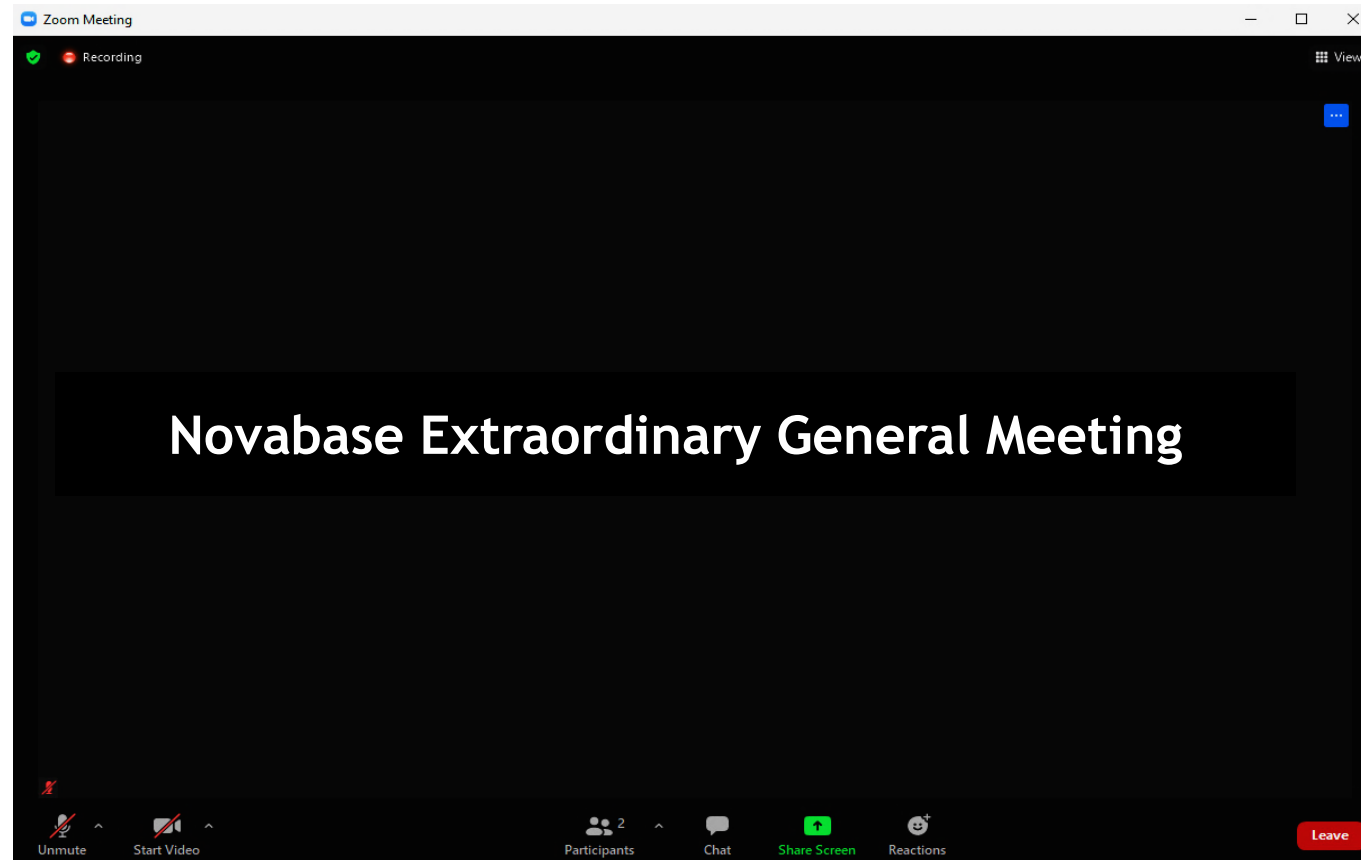 Zoom Meeting
Recording
View
Novabase Extraordinary General Meeting
2
Unmute
Start Video
Participants
Chat
Share Screen
Reactions
Leave